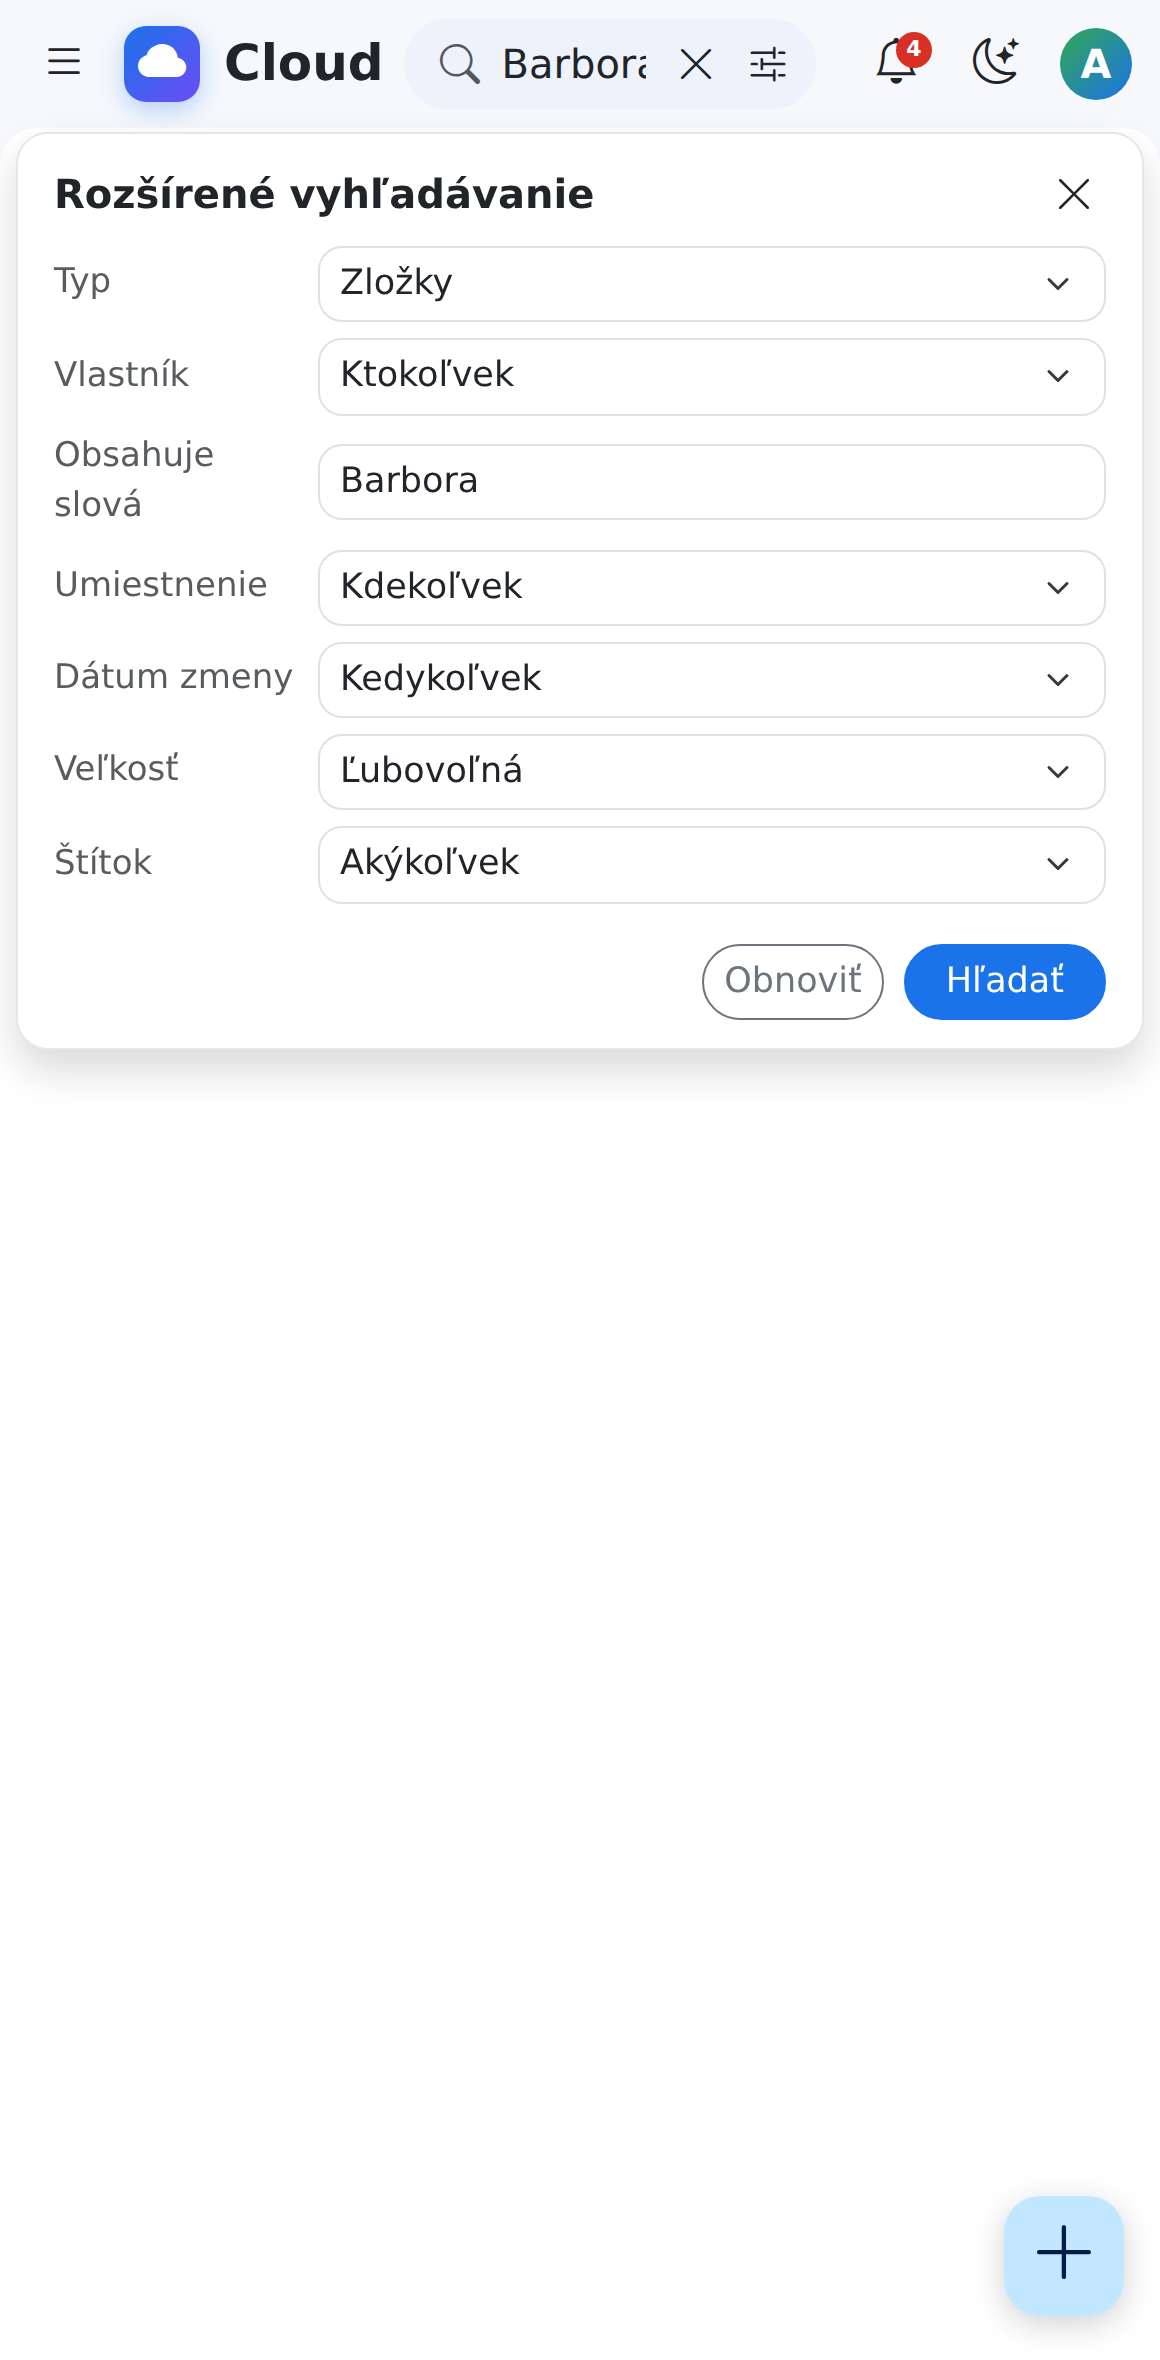 Cloud
Barbora
4
A
Rozšírené vyhľadávanie
Typ
Zložky
Vlastník
Ktokoľvek
Obsahuje
slová
Barbora
Umiestnenie
Kdekoľvek
Dátum zmeny
Kedykoľvek
Veľkosť
Ľubovoľná
Štítok
Akýkoľvek
Obnoviť
Hľadať